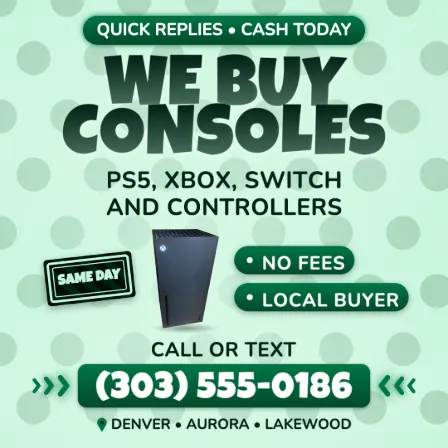 QUICK REPLIES • CASH TODAY
WE BUY
CONSOLES
PS5, XBOX, SWITCH
AND CONTROLLERS
SAME DAY
• NO FEES
• LOCAL BUYER
CALL OR TEXT
(303) 555-0186
DENVER • AURORA • LAKEWOOD